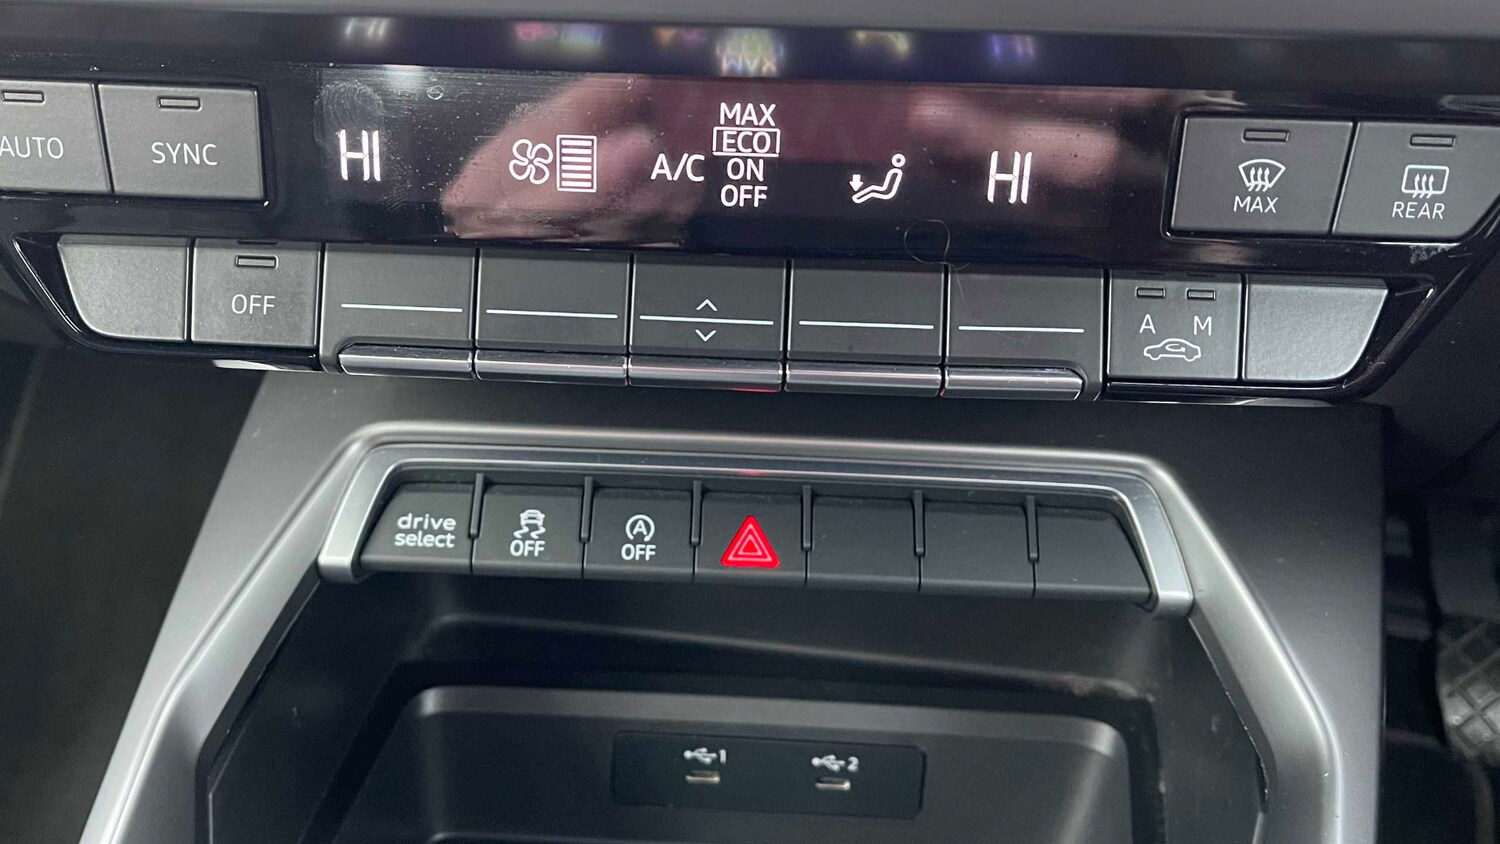 AUTO
SYNC
HI
A/C
MAX
ECO
ON
OFF
HI
MAX
REAR
OFF
A M
drive
select
OFF
A
OFF
1
2